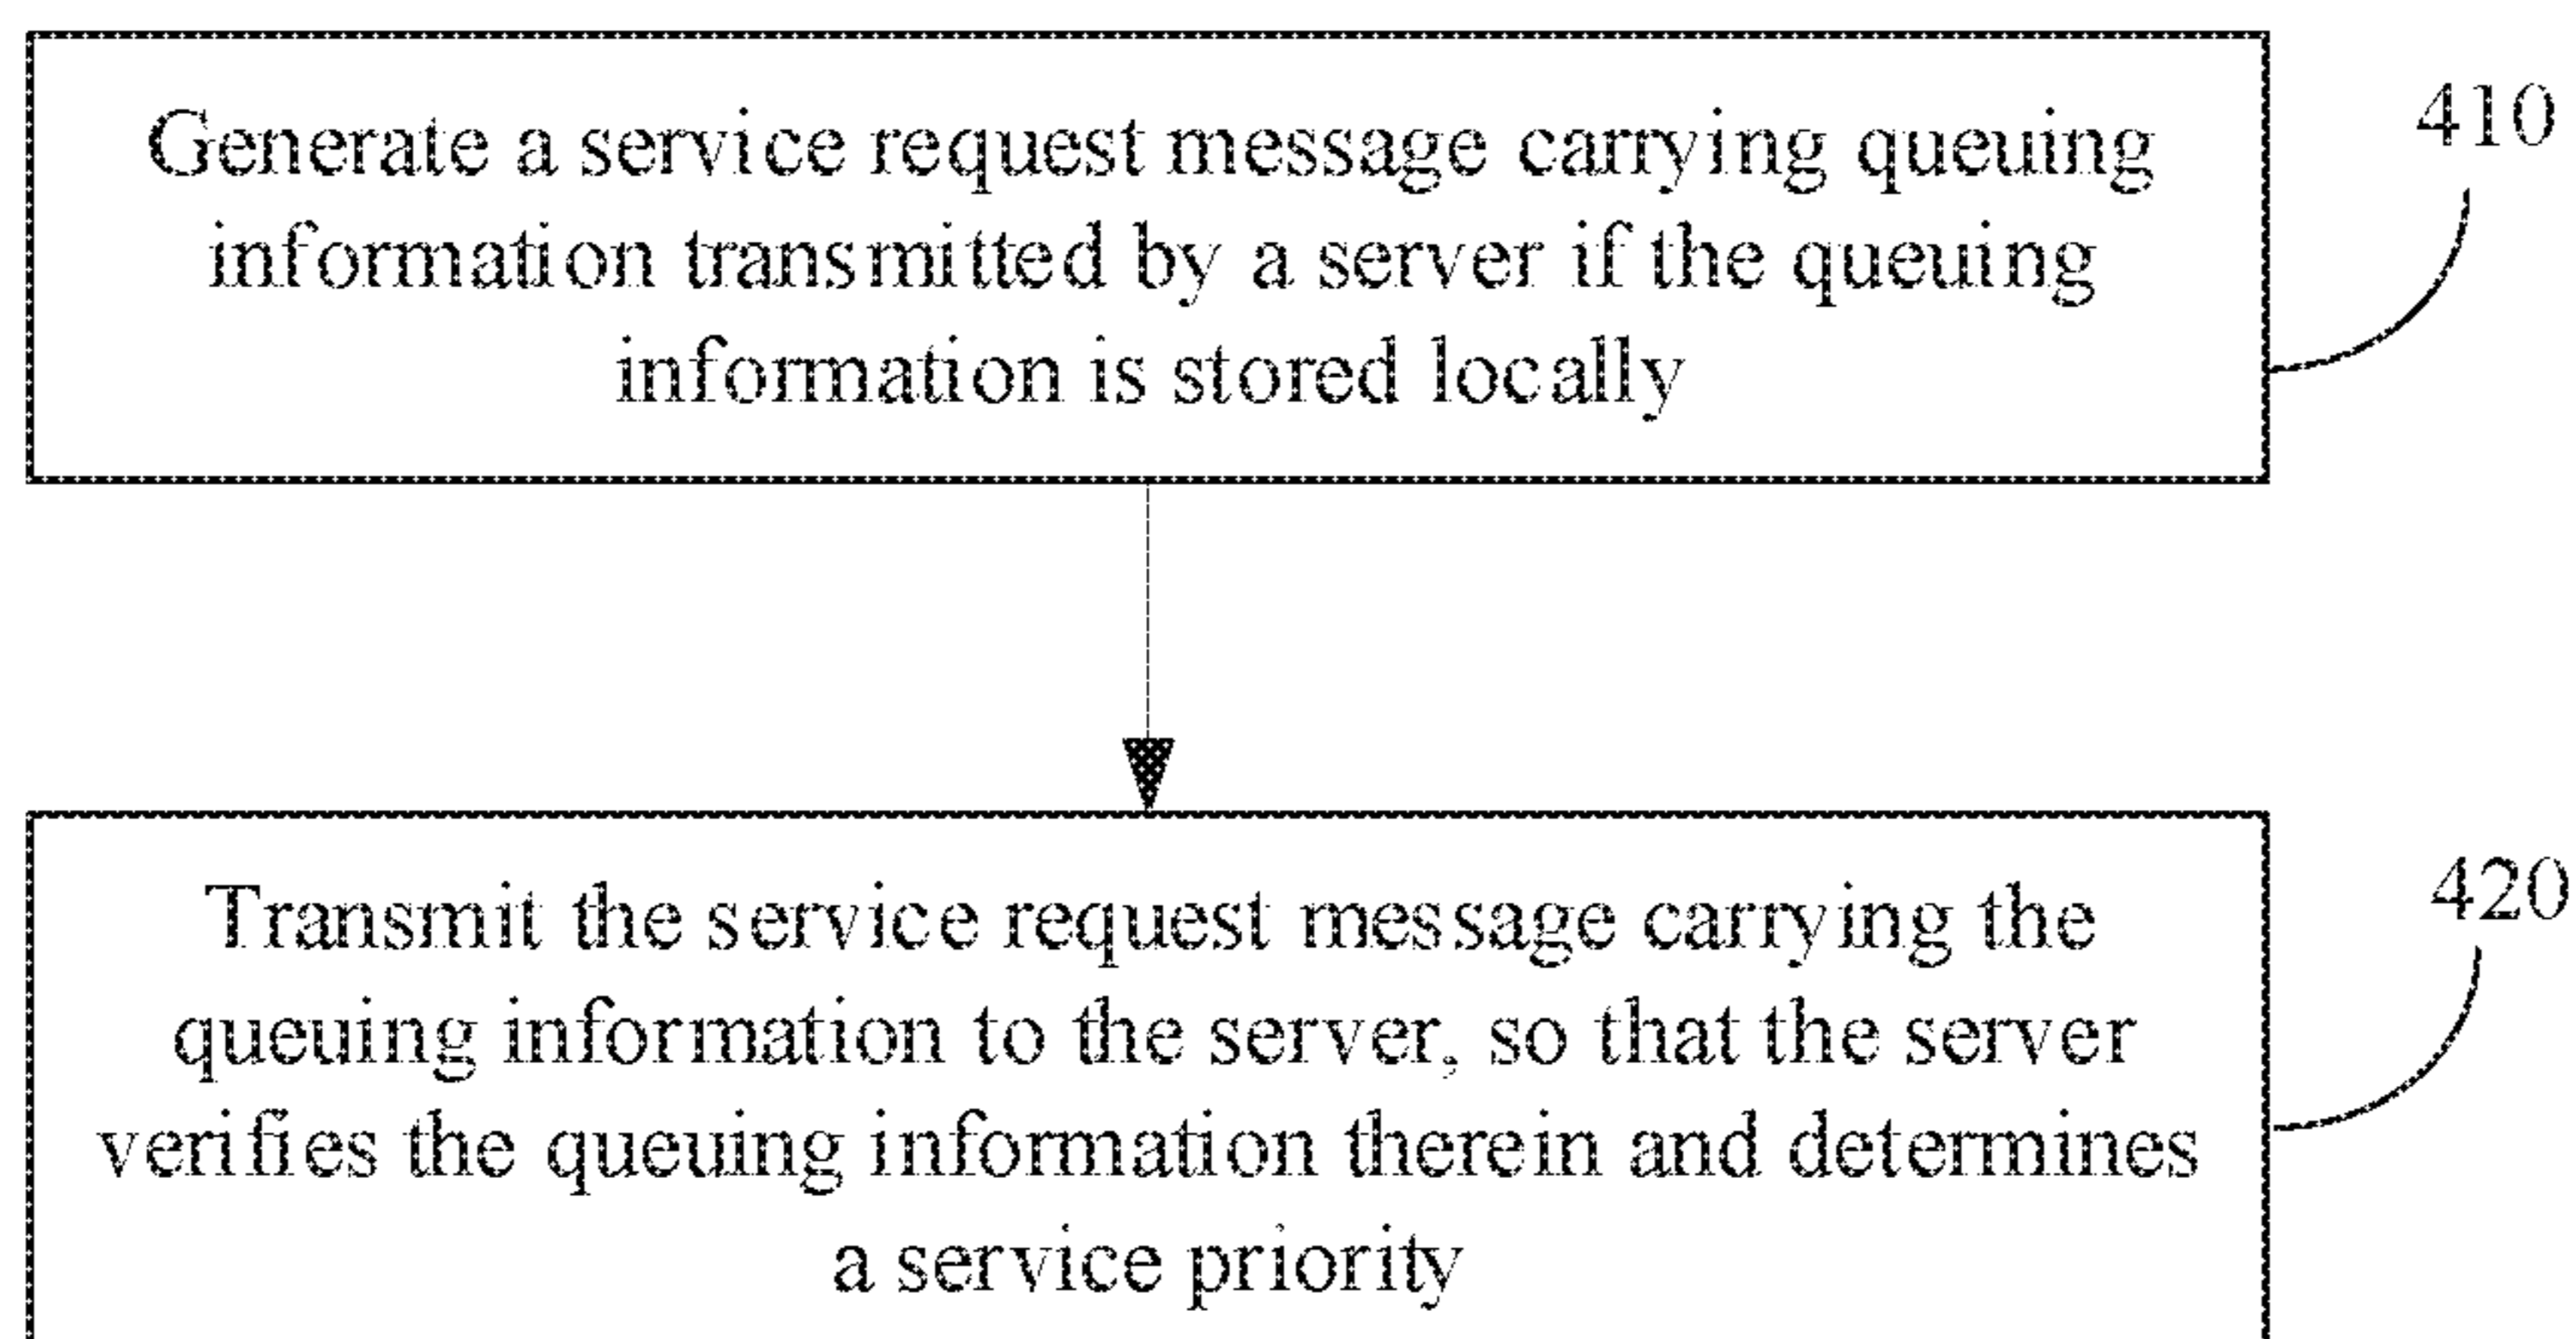 Generate a service request message carrying queuing
information transmitted by a server if the queuing
information is stored locally
410
Transmit the service request message carrying the
queuing information to the server, so that the server
verifies the queuing information therein and determines
a service priority
420